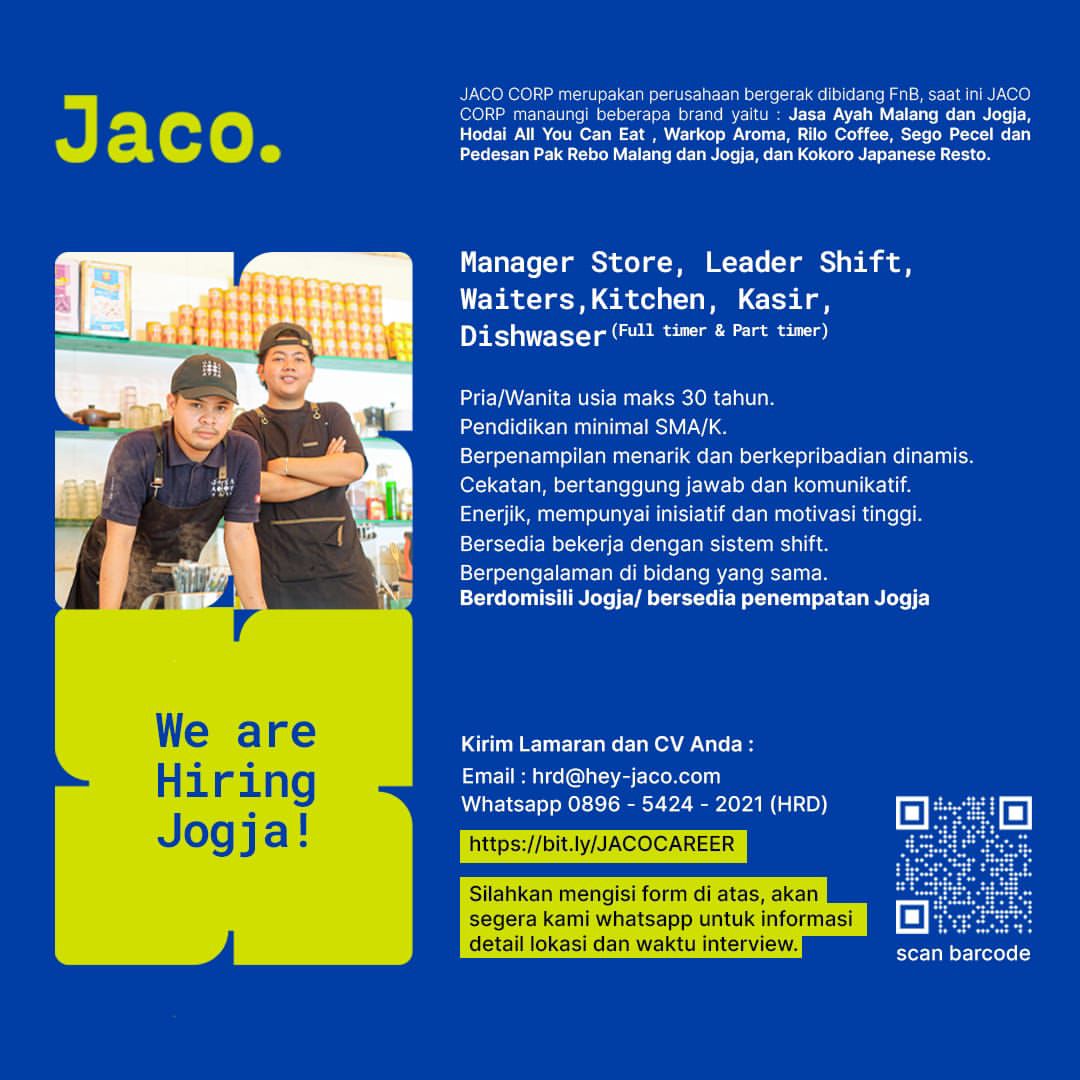 Jaco.
JACO CORP merupakan perusahaan bergerak dibidang FnB, saat ini JACO
CORP manaungi beberapa brand yaitu : Jasa Ayah Malang dan Jogja,
Hodai All You Can Eat , Warkop Aroma, Rilo Coffee, Sego Pecel dan
Pedesan Pak Rebo Malang dan Jogja, dan Kokoro Japanese Resto.
Manager Store, Leader Shift,
Waiters,Kitchen, Kasir,
Dishwaser (Full timer & Part timer)
Pria/Wanita usia maks 30 tahun.
Pendidikan minimal SMA/K.
Berpenampilan menarik dan berkepribadian dinamis.
Cekatan, bertanggung jawab dan komunikatif.
Enerjik, mempunyai inisiatif dan motivasi tinggi.
Bersedia bekerja dengan sistem shift.
Berpengalaman di bidang yang sama.
Berdomisili Jogja/ bersedia penempatan Jogja
We are
Hiring
Jogja!
Kirim Lamaran dan CV Anda :
Email : hrd@hey-jaco.com
Whatsapp 0896 - 5424 - 2021 (HRD)
https://bit.ly/JACOCAREER
Silahkan mengisi form di atas, akan
segera kami whatsapp untuk informasi
detail lokasi dan waktu interview.
scan barcode